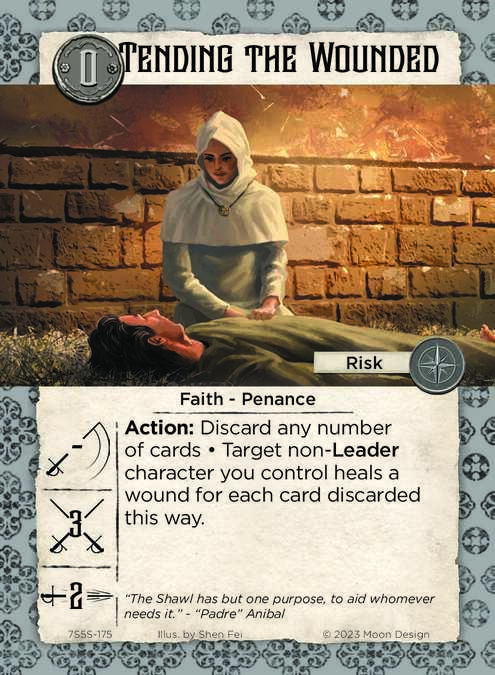 0 Tending the Wounded
Risk
Faith - Penance
Action: Discard any number
of cards • Target non-Leader
character you control heals a
wound for each card discarded
this way.
-
3
2
"The Shawl has but one purpose, to aid whomever
needs it." - "Padre" Anibal
7S5S-175 Illus. by Shen Fei © 2023 Moon Design